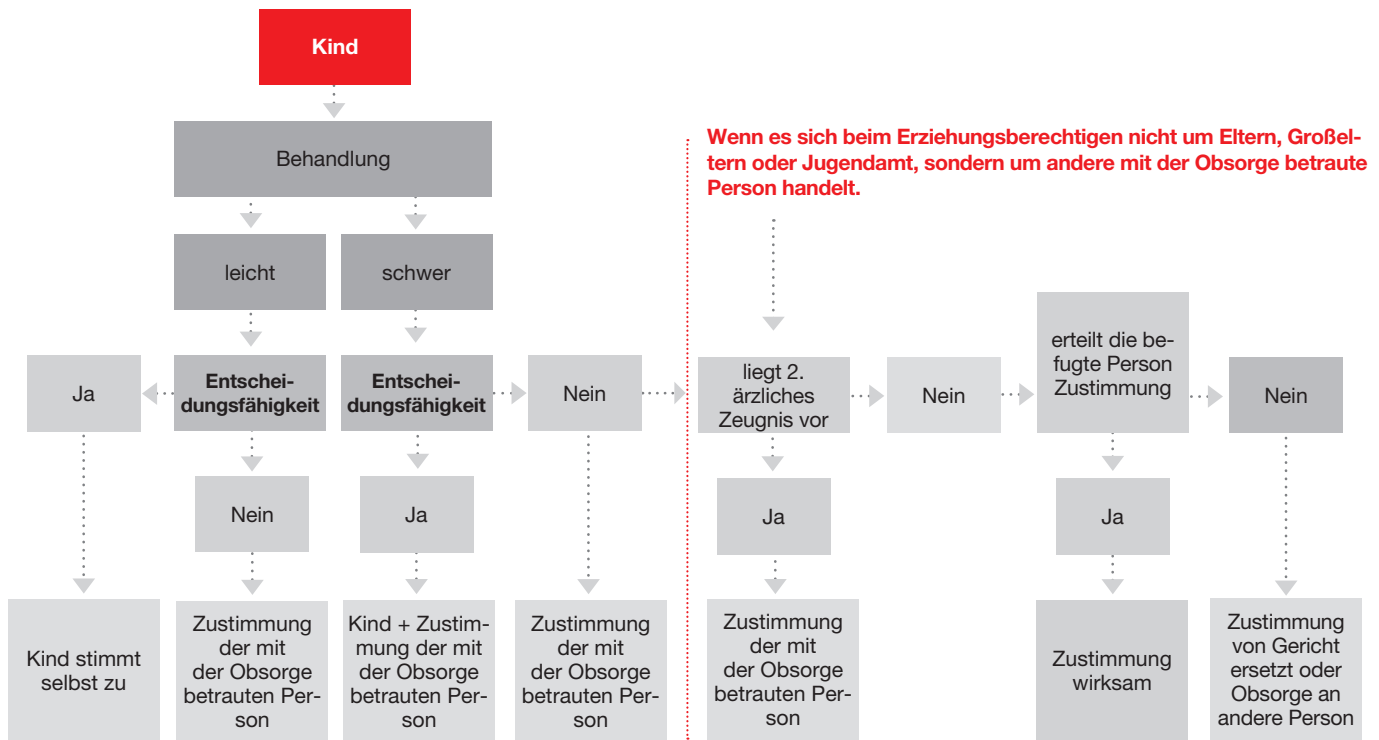 Kind
Behandlung
Wenn es sich beim Erziehungsberechtigen nicht um Eltern, Großel-
tern oder Jugendamt, sondern um andere mit der Obsorge betraute
Person handelt.
leicht
schwer
Ja
Entschei-
dungsfähigkeit
Entschei-
dungsfähigkeit
Nein
liegt 2.
ärzliches
Zeugnis vor
Nein
erteilt die be-
fugte Person
Zustimmung
Nein
Nein
Ja
Ja
Ja
Kind stimmt
selbst zu
Zustimmung
der mit
der Obsorge
betrauten Per-
son
Kind + Zustim-
mung der mit
der Obsorge
betrauten Per-
son
Zustimmung
der mit
der Obsorge
betrauten Per-
son
Zustimmung
der mit
der Obsorge
betrauten Per-
son
Zustimmung
wirksam
Zustimmung
von Gericht
ersetzt oder
Obsorge an
andere Person